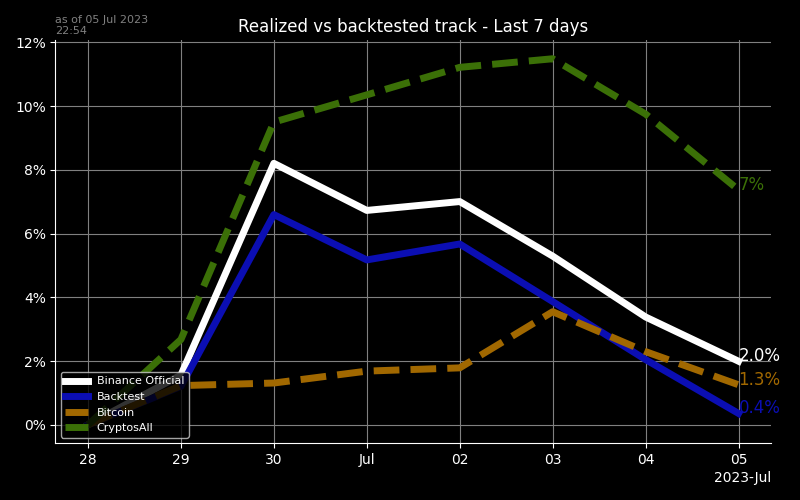 as of 05 Jul 2023
22:54
Realized vs backtested track - Last 7 days
12%
10%
8%
6%
4%
2%
0%
7%
2.0%
1.3%
0.4%
Binance Official
Backtest
Bitcoin
CryptosAll
28 29 30 Jul 02 03 04 05
2023-Jul